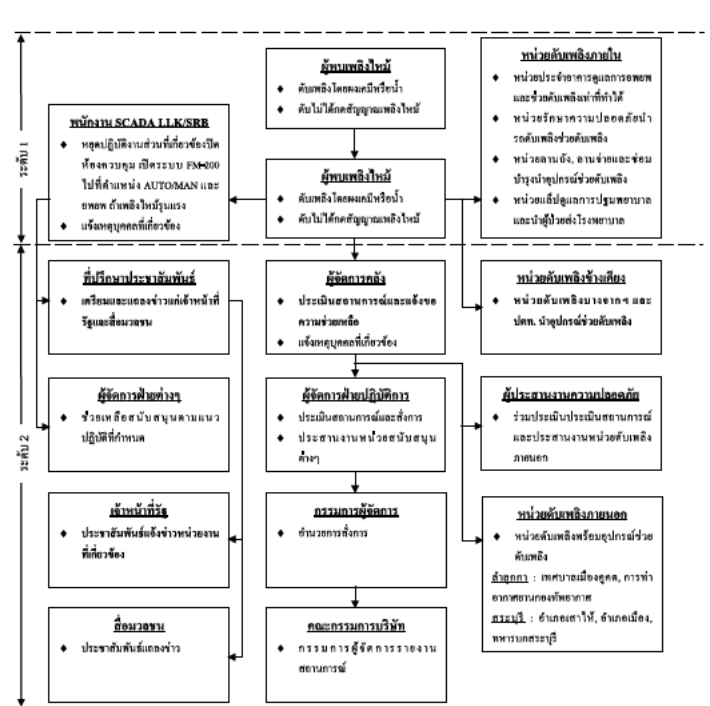 ผู้พบเพลิงไหม้
♦ ดับเพลิงโดยผงเคมีหรือน้ำ
♦ ดับไม่ได้กดสัญญาณเพลิงไหม้
หน่วยดับเพลิงภายใน
♦ หน่วยประจำอาคารดูแลการอพยพ
และช่วยดับเพลิงเท่าที่ทำได้
♦ หน่วยรักษาความปลอดภัยนำ
รถดับเพลิงช่วยดับเพลิง
♦ หน่วยลานถัง, ลานจ่ายและซ่อม
บำรุงนำอุปกรณ์ช่วยดับเพลิง
♦ หน่วยแล็ปดูแลการปฐมพยาบาล
และนำผู้ป่วยส่งโรงพยาบาล
พนักงาน SCADA LLK/SRB
♦ หยุดปฏิบัติงานส่วนที่เกี่ยวข้องปิด
ห้องควบคุม เปิดระบบ FM-200
ไปที่ตำแหน่ง AUTO/MAN และ
อพยพ ถ้าเพลิงไหม้รุนแรง
♦ แจ้งเหตุบุคคลที่เกี่ยวข้อง
ผู้พบเพลิงไหม้
♦ ดับเพลิงโดยผงเคมีหรือน้ำ
♦ ดับไม่ได้กดสัญญาณเพลิงไหม้
ระดับ 1
ที่ปรึกษาประชาสัมพันธ์
♦ เตรียมและแถลงข่าวแก่เจ้าหน้าที่
รัฐและสื่อมวลชน
ผู้จัดการคลัง
♦ ประเมินสถานการณ์และแจ้งขอ
ความช่วยเหลือ
♦ แจ้งเหตุบุคคลที่เกี่ยวข้อง
หน่วยดับเพลิงข้างเคียง
♦ หน่วยดับเพลิงบางจากฯ และ
ปตท. นำอุปกรณ์ช่วยดับเพลิง
ผู้จัดการฝ่ายต่างๆ
♦ ช่วยเหลือสนับสนุนตามแนว
ปฏิบัติที่กำหนด
ผู้จัดการฝ่ายปฏิบัติการ
♦ ประเมินสถานการณ์และสั่งการ
♦ ประสานงานหน่วยสนับสนุน
ต่างๆ
ผู้ประสานงานความปลอดภัย
♦ ร่วมประเมินประเมินสถานการณ์
และประสานงานหน่วยดับเพลิง
ภายนอก
ระดับ 2
เจ้าหน้าที่รัฐ
♦ ประชาสัมพันธ์แจ้งข่าวหน่วยงาน
ที่เกี่ยวข้อง
กรรมการผู้จัดการ
♦ อำนวยการสั่งการ
หน่วยดับเพลิงภายนอก
♦ หน่วยดับเพลิงพร้อมอุปกรณ์ช่วย
ดับเพลิง
ลำลูกกา : เทศบาลเมืองคูคต, การท่า
อากาศยานกองทัพอากาศ
สระบุรี : อำเภอเสาไห้, อำเภอเมือง,
ทหารบกสระบุรี
สื่อมวลชน
♦ ประชาสัมพันธ์แถลงข่าว
คณะกรรมการบริษัท
♦ กรรมการผู้จัดการรายงาน
สถานการณ์